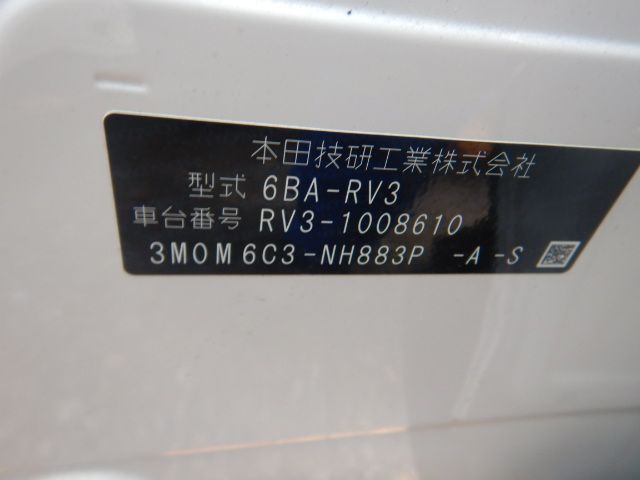 本田技研工業株式会社
型式 6BA-RV3
車台番号 RV3-1008610
3M0M6C3-NH883P -A -S